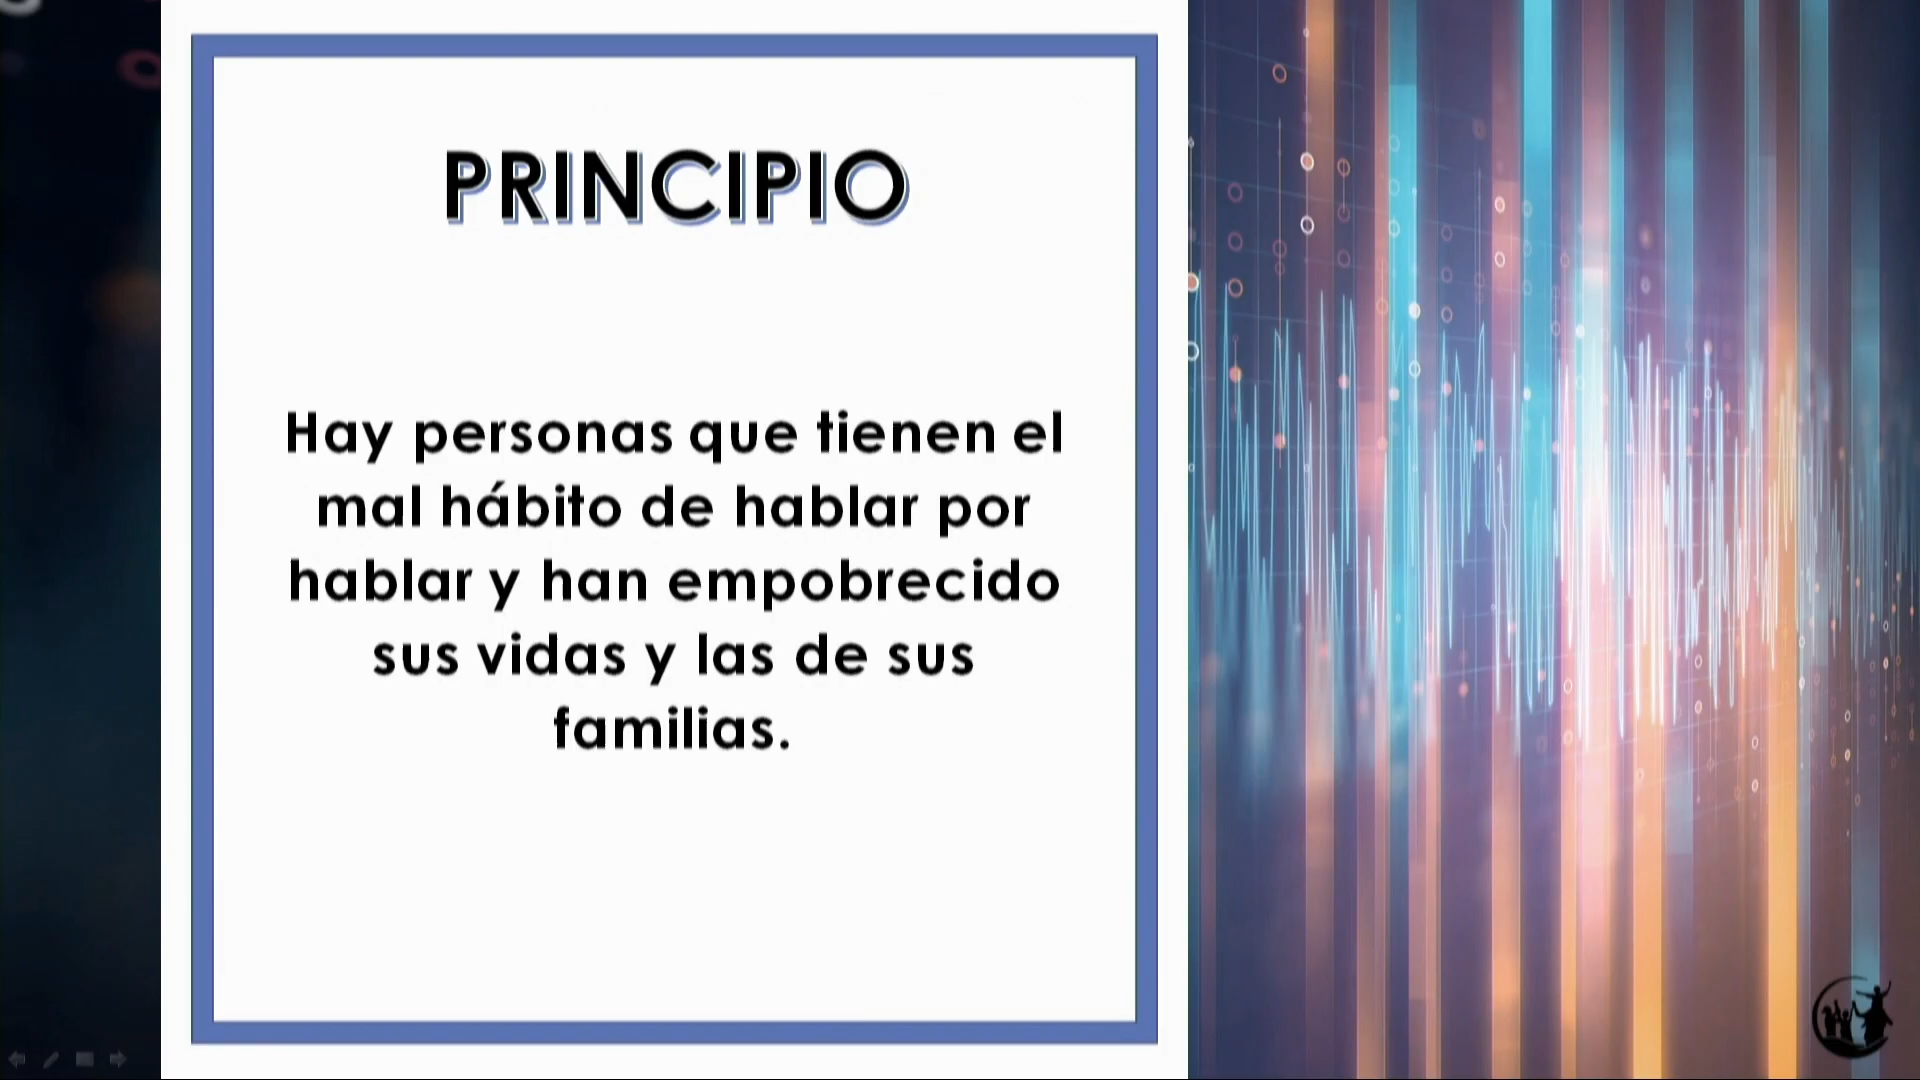 PRINCIPIO
Hay personas que tienen el
mal hábito de hablar por
hablar y han empobrecido
sus vidas y las de sus
familias.